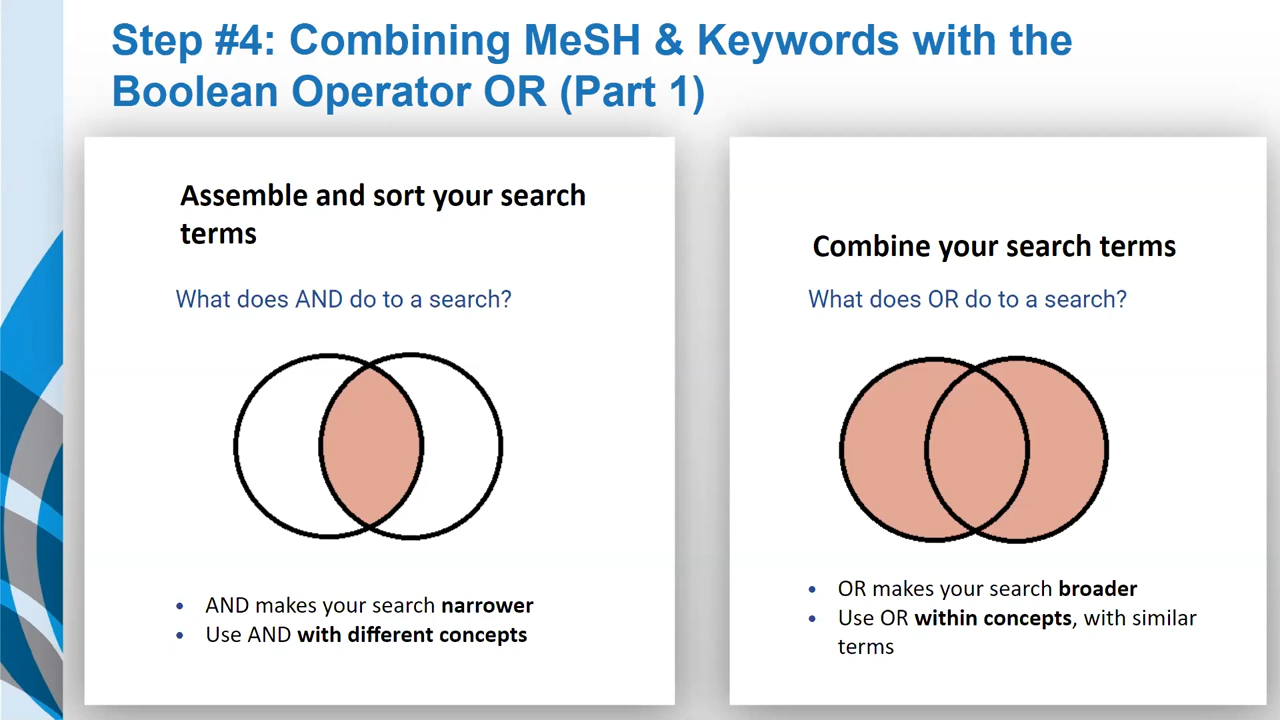 Step #4: Combining MeSH & Keywords with the
Boolean Operator OR (Part 1)
Assemble and sort your search
terms
What does AND do to a search?
• AND makes your search narrower
• Use AND with different concepts
Combine your search terms
What does OR do to a search?
• OR makes your search broader
• Use OR within concepts, with similar
terms